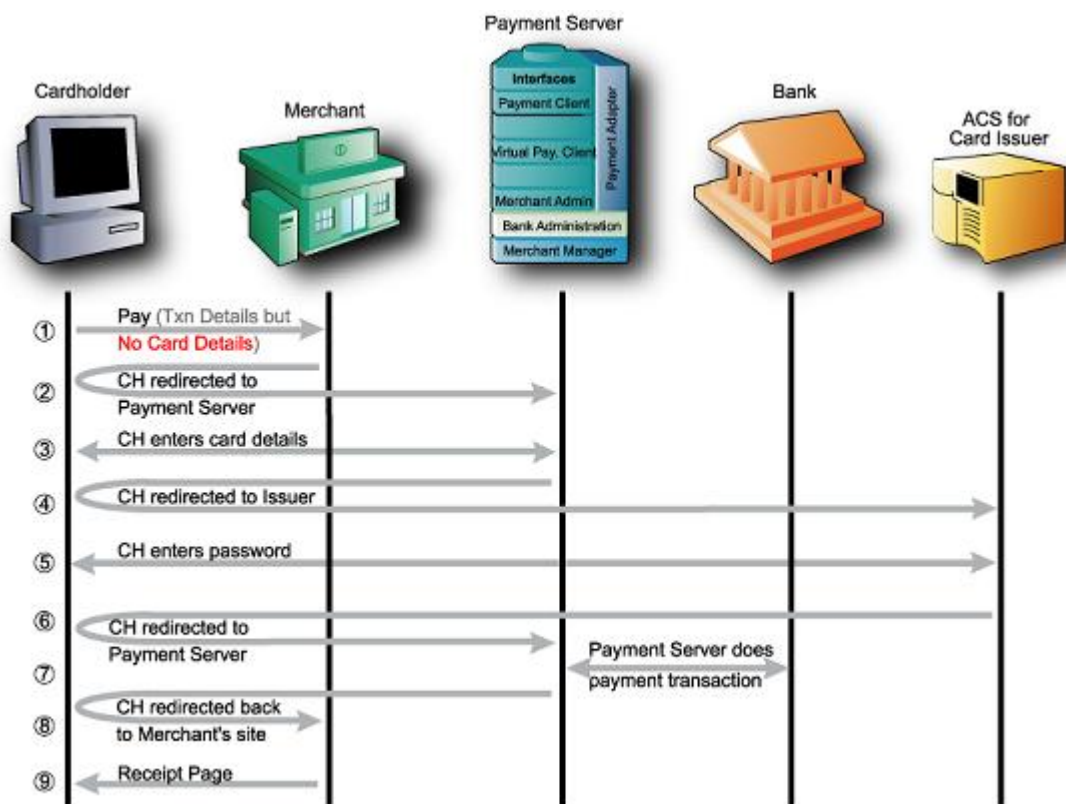 Payment Server
Cardholder
Merchant
Bank
ACS for
Card Issuer
Interfaces
Payment Client
Virtual Pay. Client
Merchant Admin
Payment Adapter
Bank Administration
Merchant Manager
① Pay (Txn Details but
No Card Details)
② CH redirected to
Payment Server
③ CH enters card details
④ CH redirected to Issuer
⑤ CH enters password
⑥ CH redirected to
Payment Server
⑦ Payment Server does
payment transaction
⑧ CH redirected back
to Merchant's site
⑨ Receipt Page